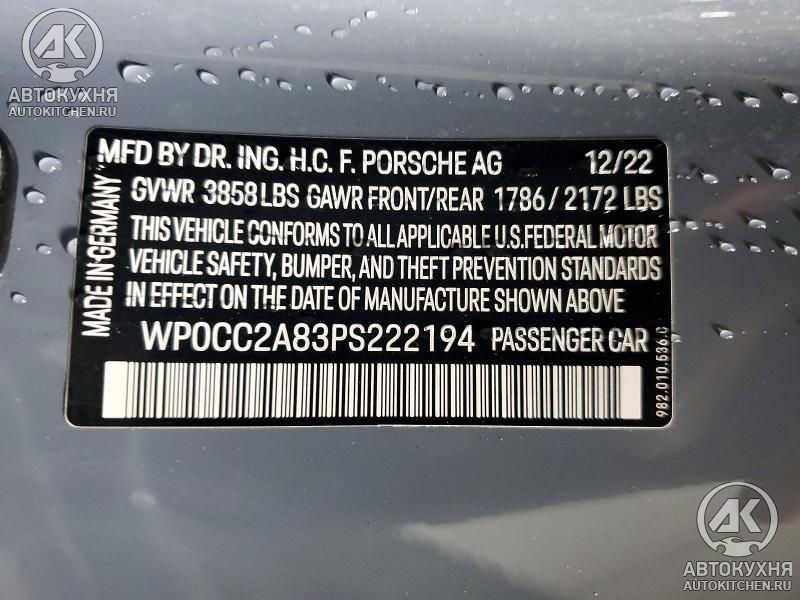 AK
АВТОКУХНЯ
AUTOKITCHEN.RU
MFD BY DR. ING. H.C. F. PORSCHE AG 12/22
GVWR 3858 LBS GAWR FRONT/REAR 1786 / 2172 LBS
THIS VEHICLE CONFORMS TO ALL APPLICABLE U.S. FEDERAL MOTOR
VEHICLE SAFETY, BUMPER, AND THEFT PREVENTION STANDARDS
IN EFFECT ON THE DATE OF MANUFACTURE SHOWN ABOVE
WP0CC2A83PS222194 PASSENGER CAR
MADE IN GERMANY
982.010.536.C
AK
АВТОКУХНЯ
AUTOKITCHEN.RU